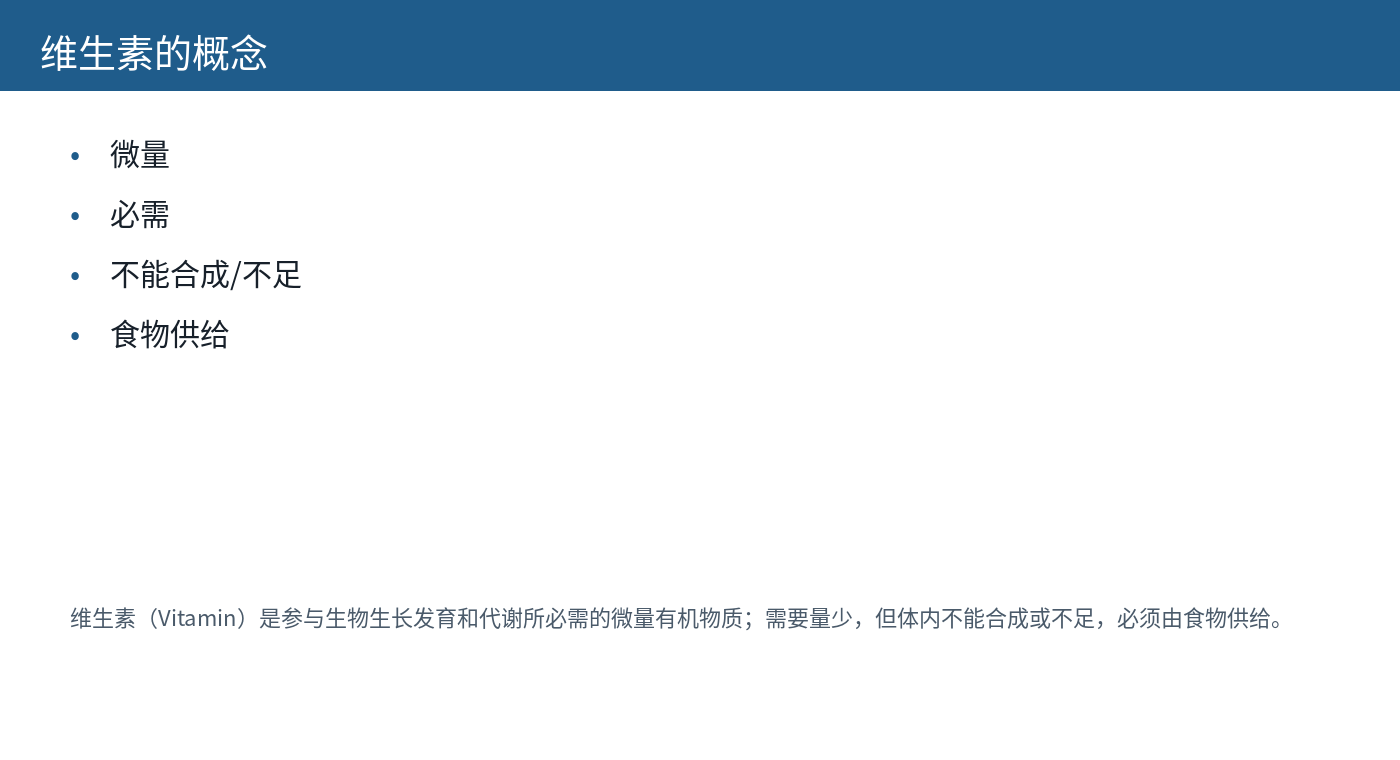 维生素的概念
• 微量
• 必需
• 不能合成/不足
• 食物供给
维生素（Vitamin）是参与生物生长发育和代谢所必需的微量有机物质；需要量少，但体内不能合成或不足，必须由食物供给。